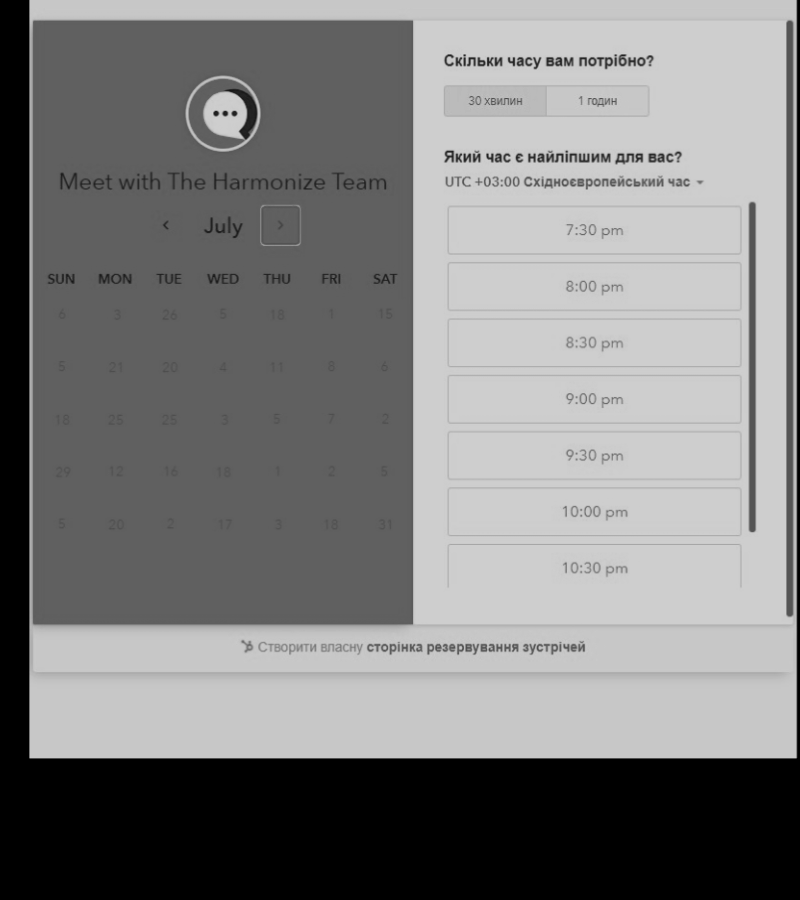 Meet with The Harmonize Team
July
SUN MON TUE WED THU FRI SAT
6 3 26 5 18 1 15
5 21 20 4 11 8 6
18 25 25 3 5 7 2
29 12 16 18 1 2 5
5 20 2 17 3 18 31
Скільки часу вам потрібно?
30 хвилин 1 годин
Який час є найліпшим для вас?
UTC +03:00 Східноєвропейський час
7:30 pm
8:00 pm
8:30 pm
9:00 pm
9:30 pm
10:00 pm
10:30 pm
Створити власну сторінка резервування зустрічей